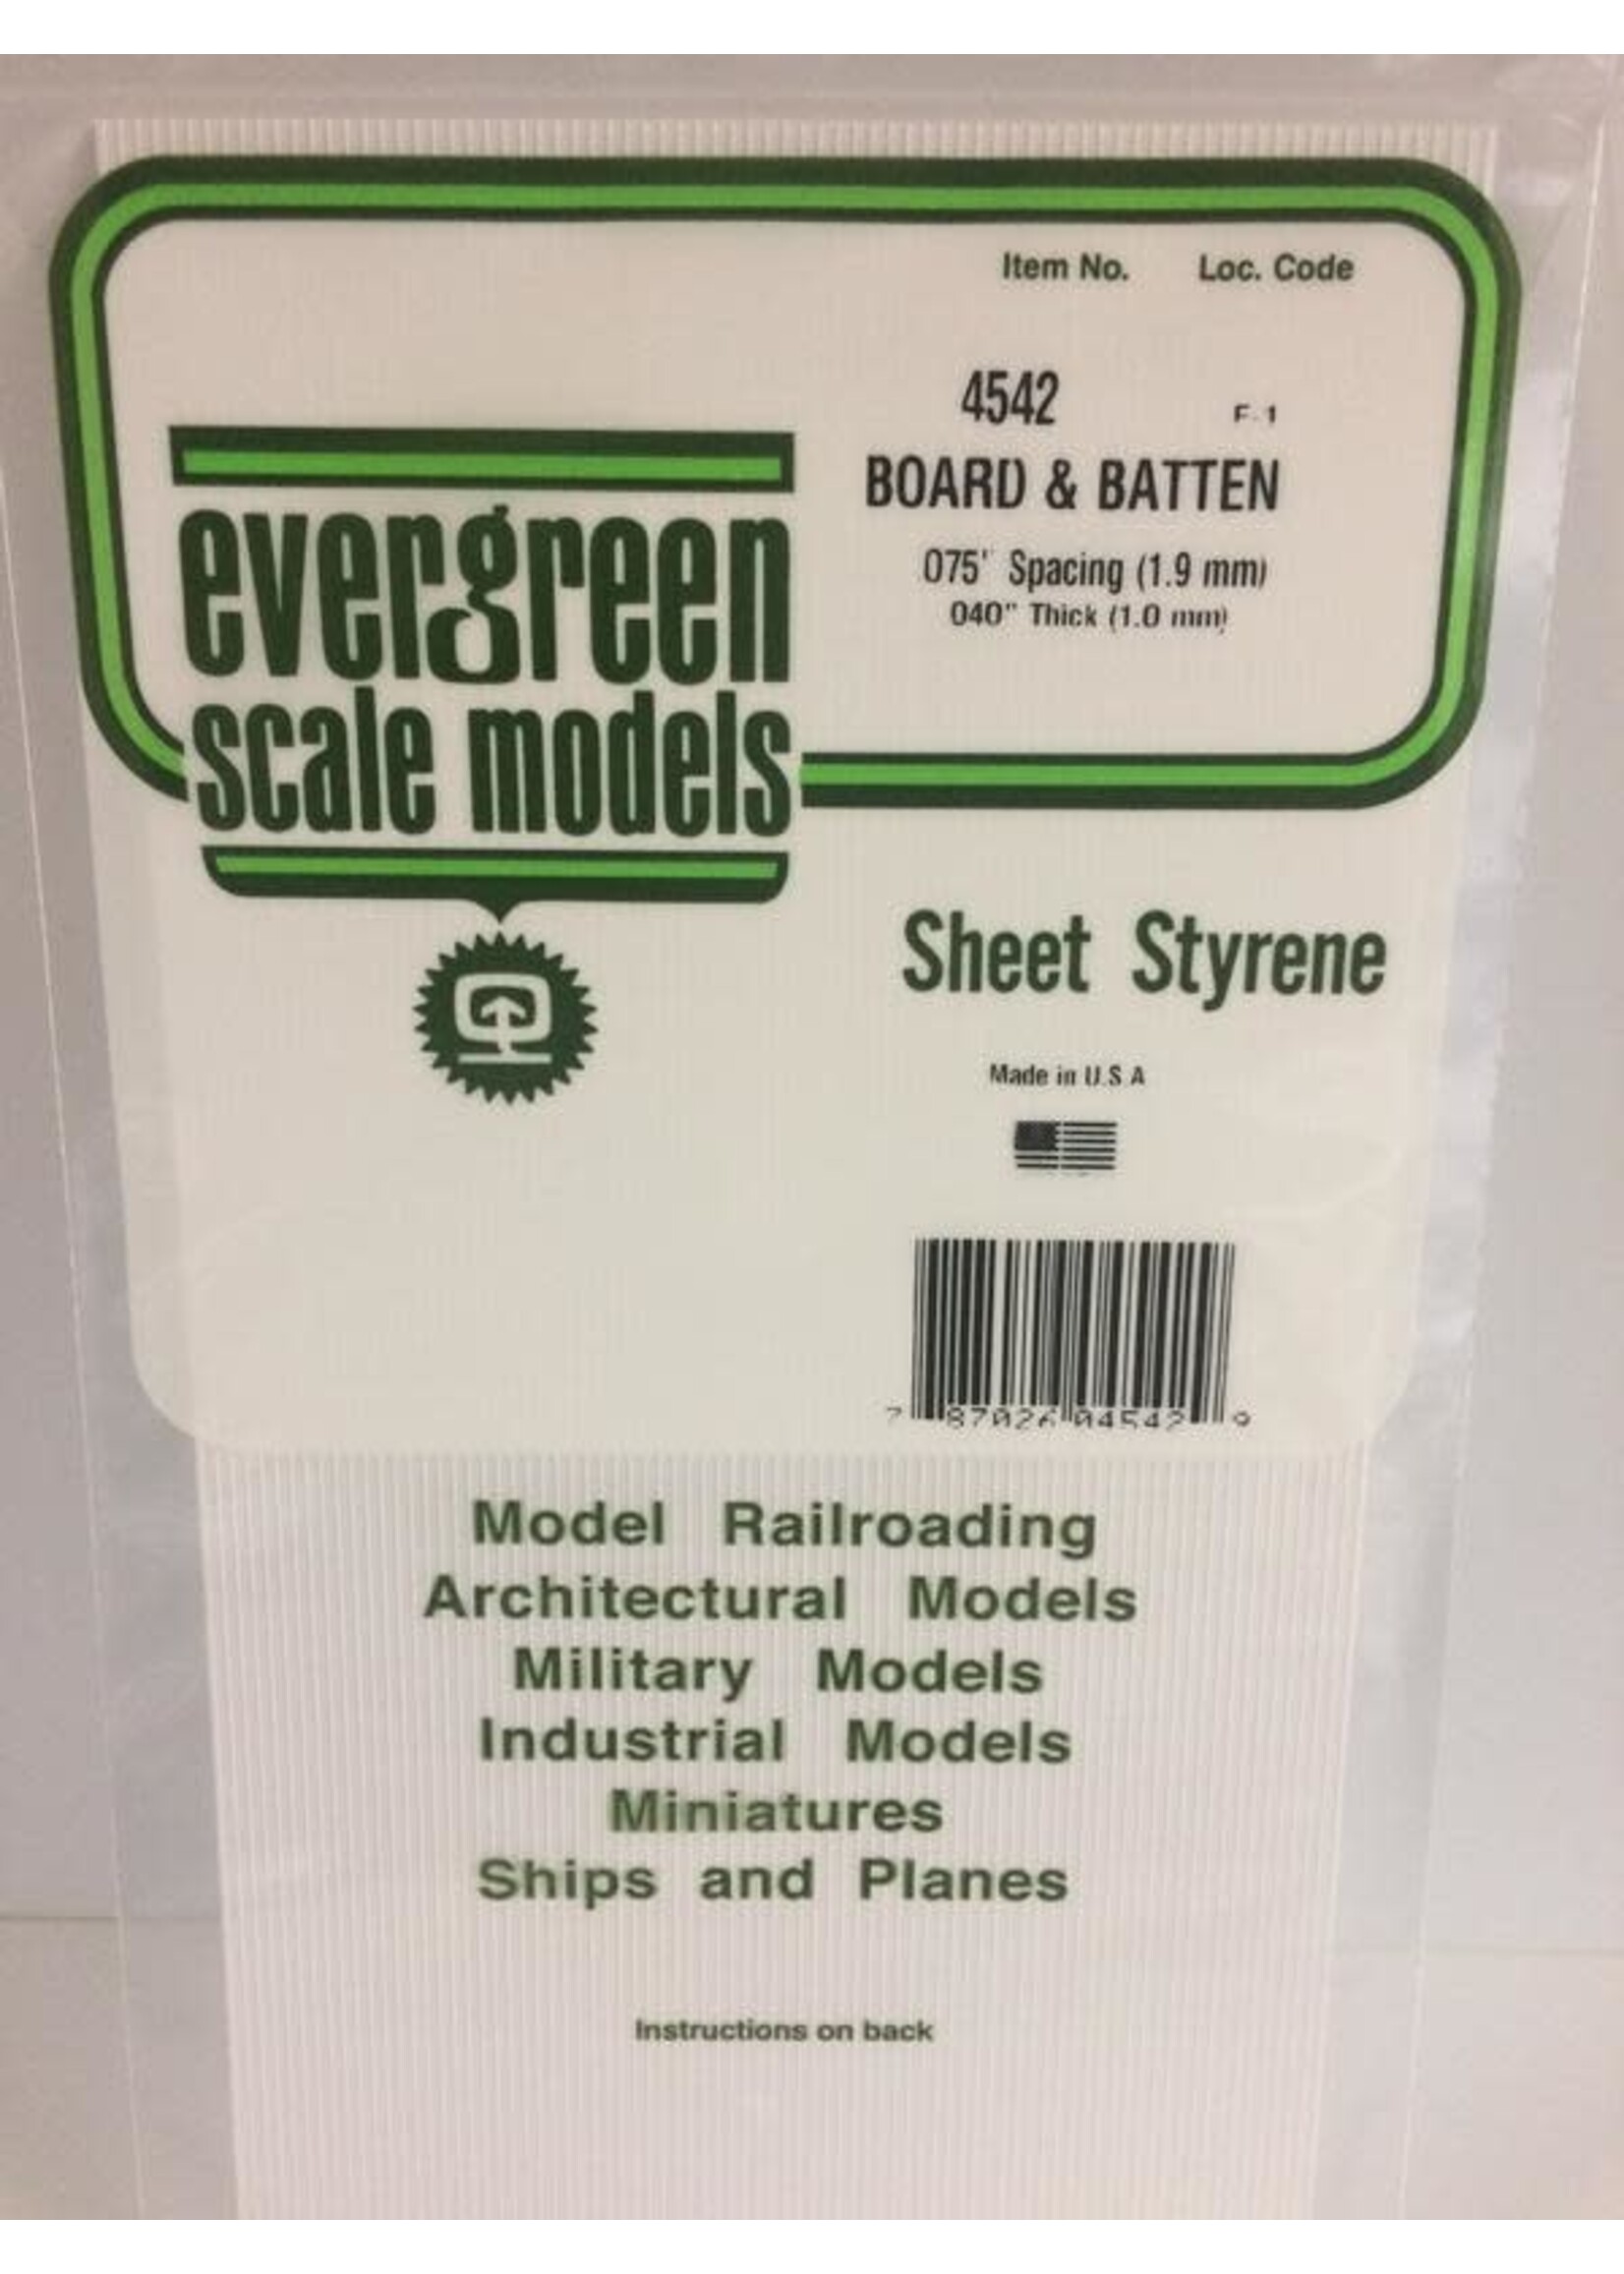 Item No. Loc. Code
4542 F-1
BOARD & BATTEN
075" Spacing (1.9 mm)
040" Thick (1.0 mm)
evergreen
scale models
Sheet Styrene
Made in U.S.A
7 87026 04542 9
Model Railroading
Architectural Models
Military Models
Industrial Models
Miniatures
Ships and Planes
Instructions on back